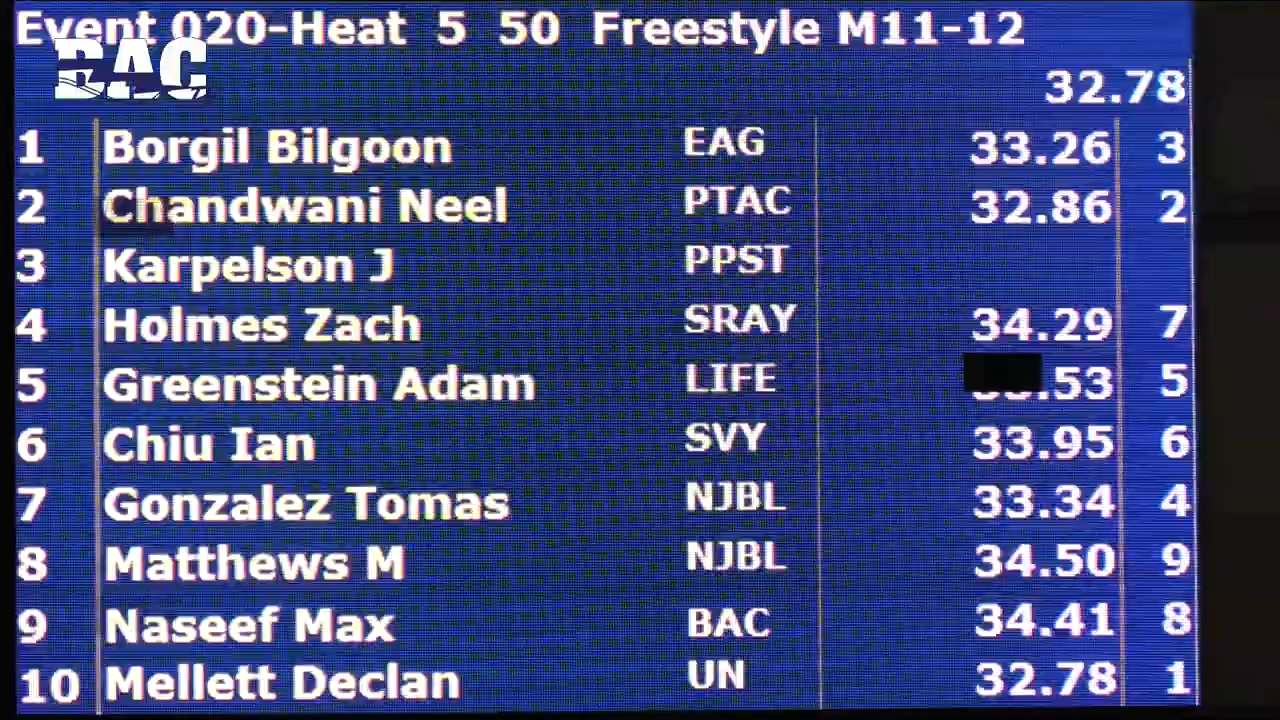 Event 020-Heat 5 50 Freestyle M11-12
BAC
32.78
1 Borgil Bilgoon EAG 33.26 3
2 Chandwani Neel PTAC 32.86 2
3 Karpelson J PPST
4 Holmes Zach SRAY 34.29 7
5 Greenstein Adam LIFE .53 5
6 Chiu Ian SVY 33.95 6
7 Gonzalez Tomas NJBL 33.34 4
8 Matthews M NJBL 34.50 9
9 Naseef Max BAC 34.41 8
10 Mellett Declan UN 32.78 1